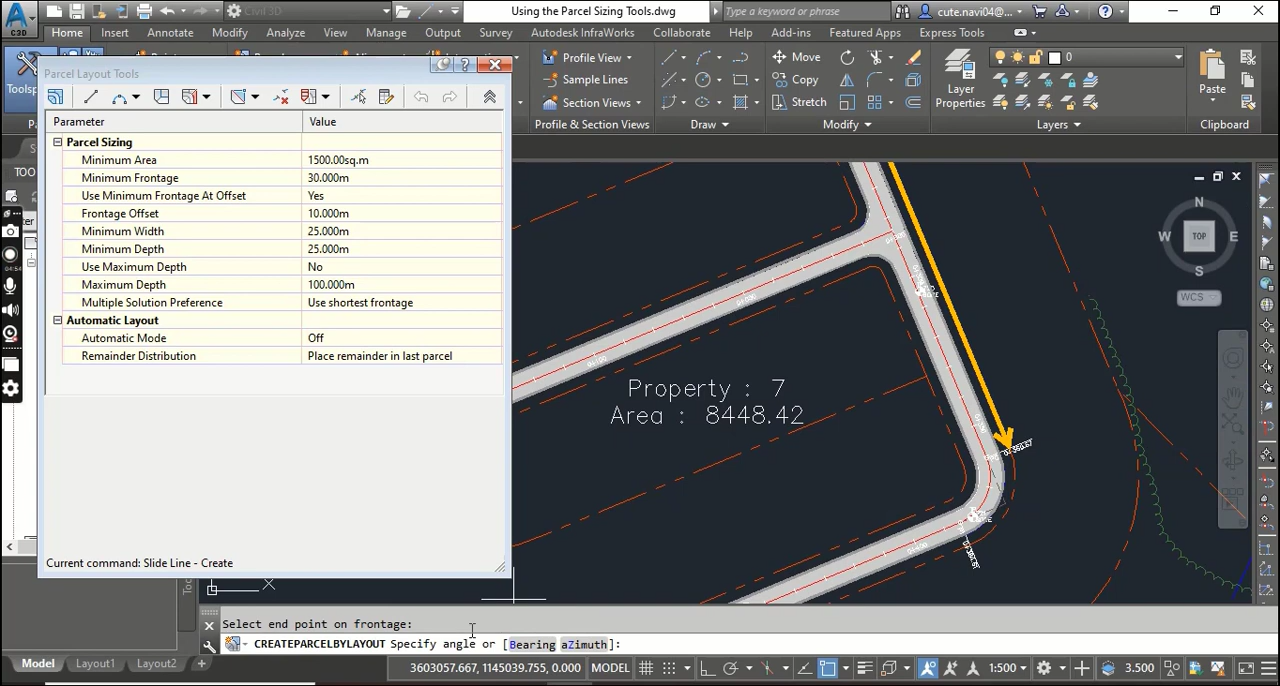 Civil 3D
Using the Parcel Sizing Tools.dwg
Type a keyword or phrase
cute.navi04@...
C3D
Home Insert Annotate Modify Analyze View Manage Output Survey Autodesk InfraWorks Collaborate Help Add-ins Featured Apps Express Tools
Toolsp
Profile View
Sample Lines
Section Views
Profile & Section Views
Draw
Move
Copy
Stretch
Modify
Layer
Properties
0
Layers
Paste
Clipboard
TOO
Parcel Layout Tools
Parameter Value
Parcel Sizing
Minimum Area 1500.00sq.m
Minimum Frontage 30.000m
Use Minimum Frontage At Offset Yes
Frontage Offset 10.000m
Minimum Width 25.000m
Minimum Depth 25.000m
Use Maximum Depth No
Maximum Depth 100.000m
Multiple Solution Preference Use shortest frontage
Automatic Layout
Automatic Mode Off
Remainder Distribution Place remainder in last parcel
Current command: Slide Line - Create
Property : 7
Area : 8448.42
N
W TOP E
S
WCS
X
Select end point on frontage:
CREATEPARCELBYLAYOUT Specify angle or [Bearing aZimuth]:
Model Layout1 Layout2 +
3603057.667, 1145039.755, 0.000 MODEL 1:500 3.500